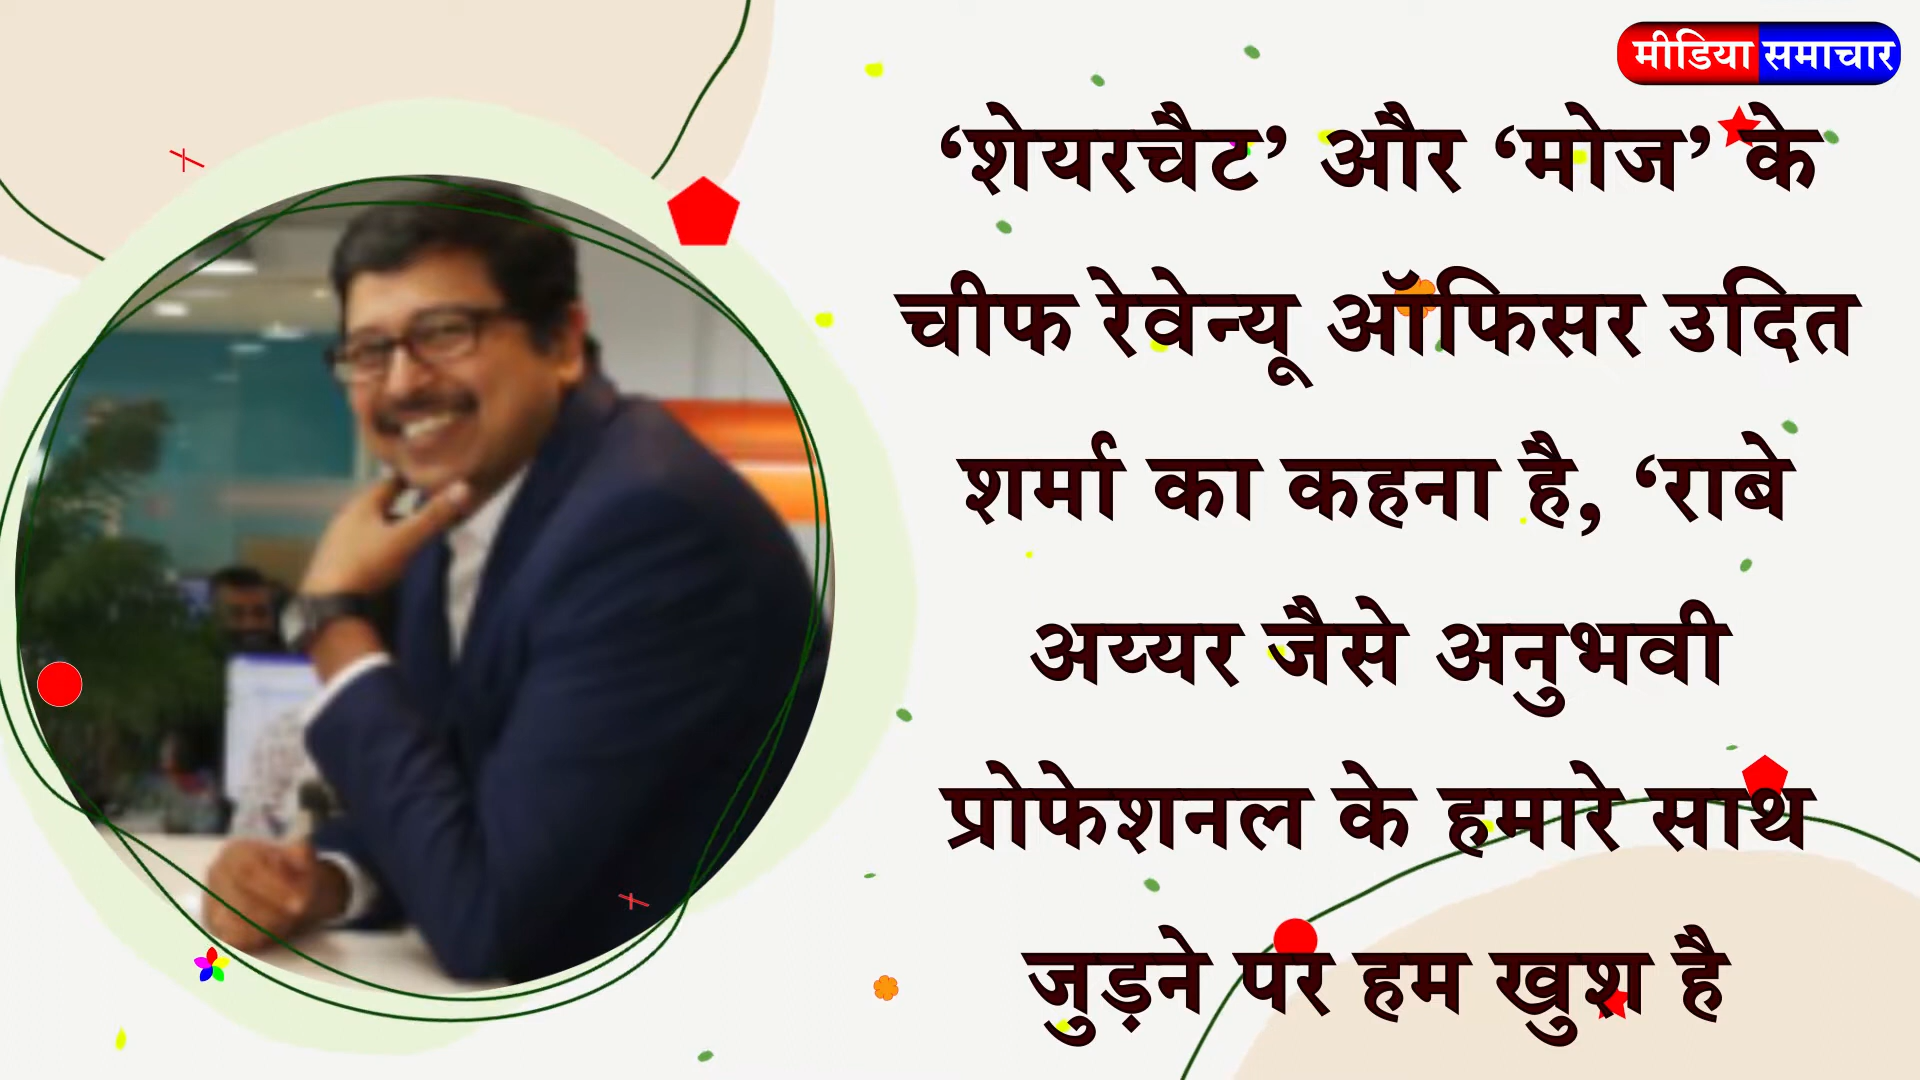 मीडिया समाचार
‘शेयरचैट’ और ‘मोज’ के
चीफ रेवेन्यू ऑफिसर उदित
शर्मा का कहना है, ‘राबे
अय्यर जैसे अनुभवी
प्रोफेशनल के हमारे साथ
जुड़ने पर हम खुश है